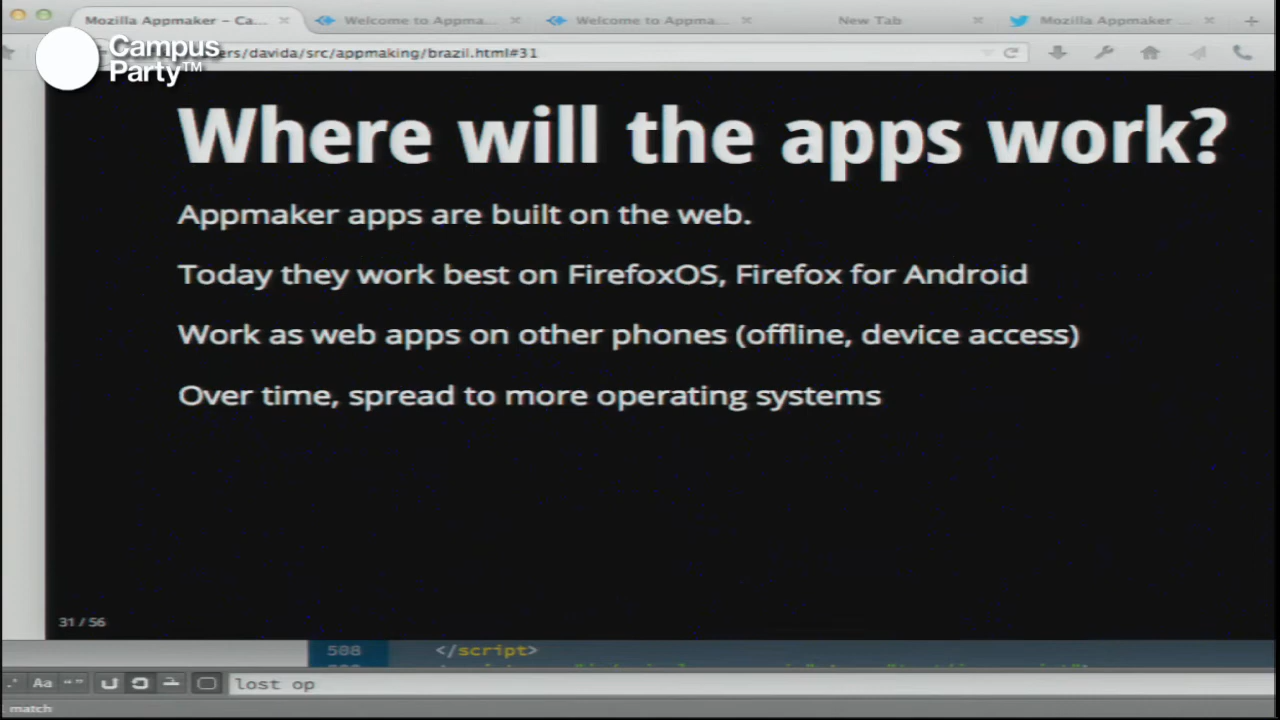 Mozilla Appmaker – Ca...
Welcome to Appma...
Welcome to Appma...
New Tab
Mozilla Appmaker ...
Campus
Party™
ers/davida/src/appmaking/brazil.html#31
Where will the apps work?
Appmaker apps are built on the web.
Today they work best on FirefoxOS, Firefox for Android
Work as web apps on other phones (offline, device access)
Over time, spread to more operating systems
31 / 56
508 </script>
.* Aa “” lost op
match